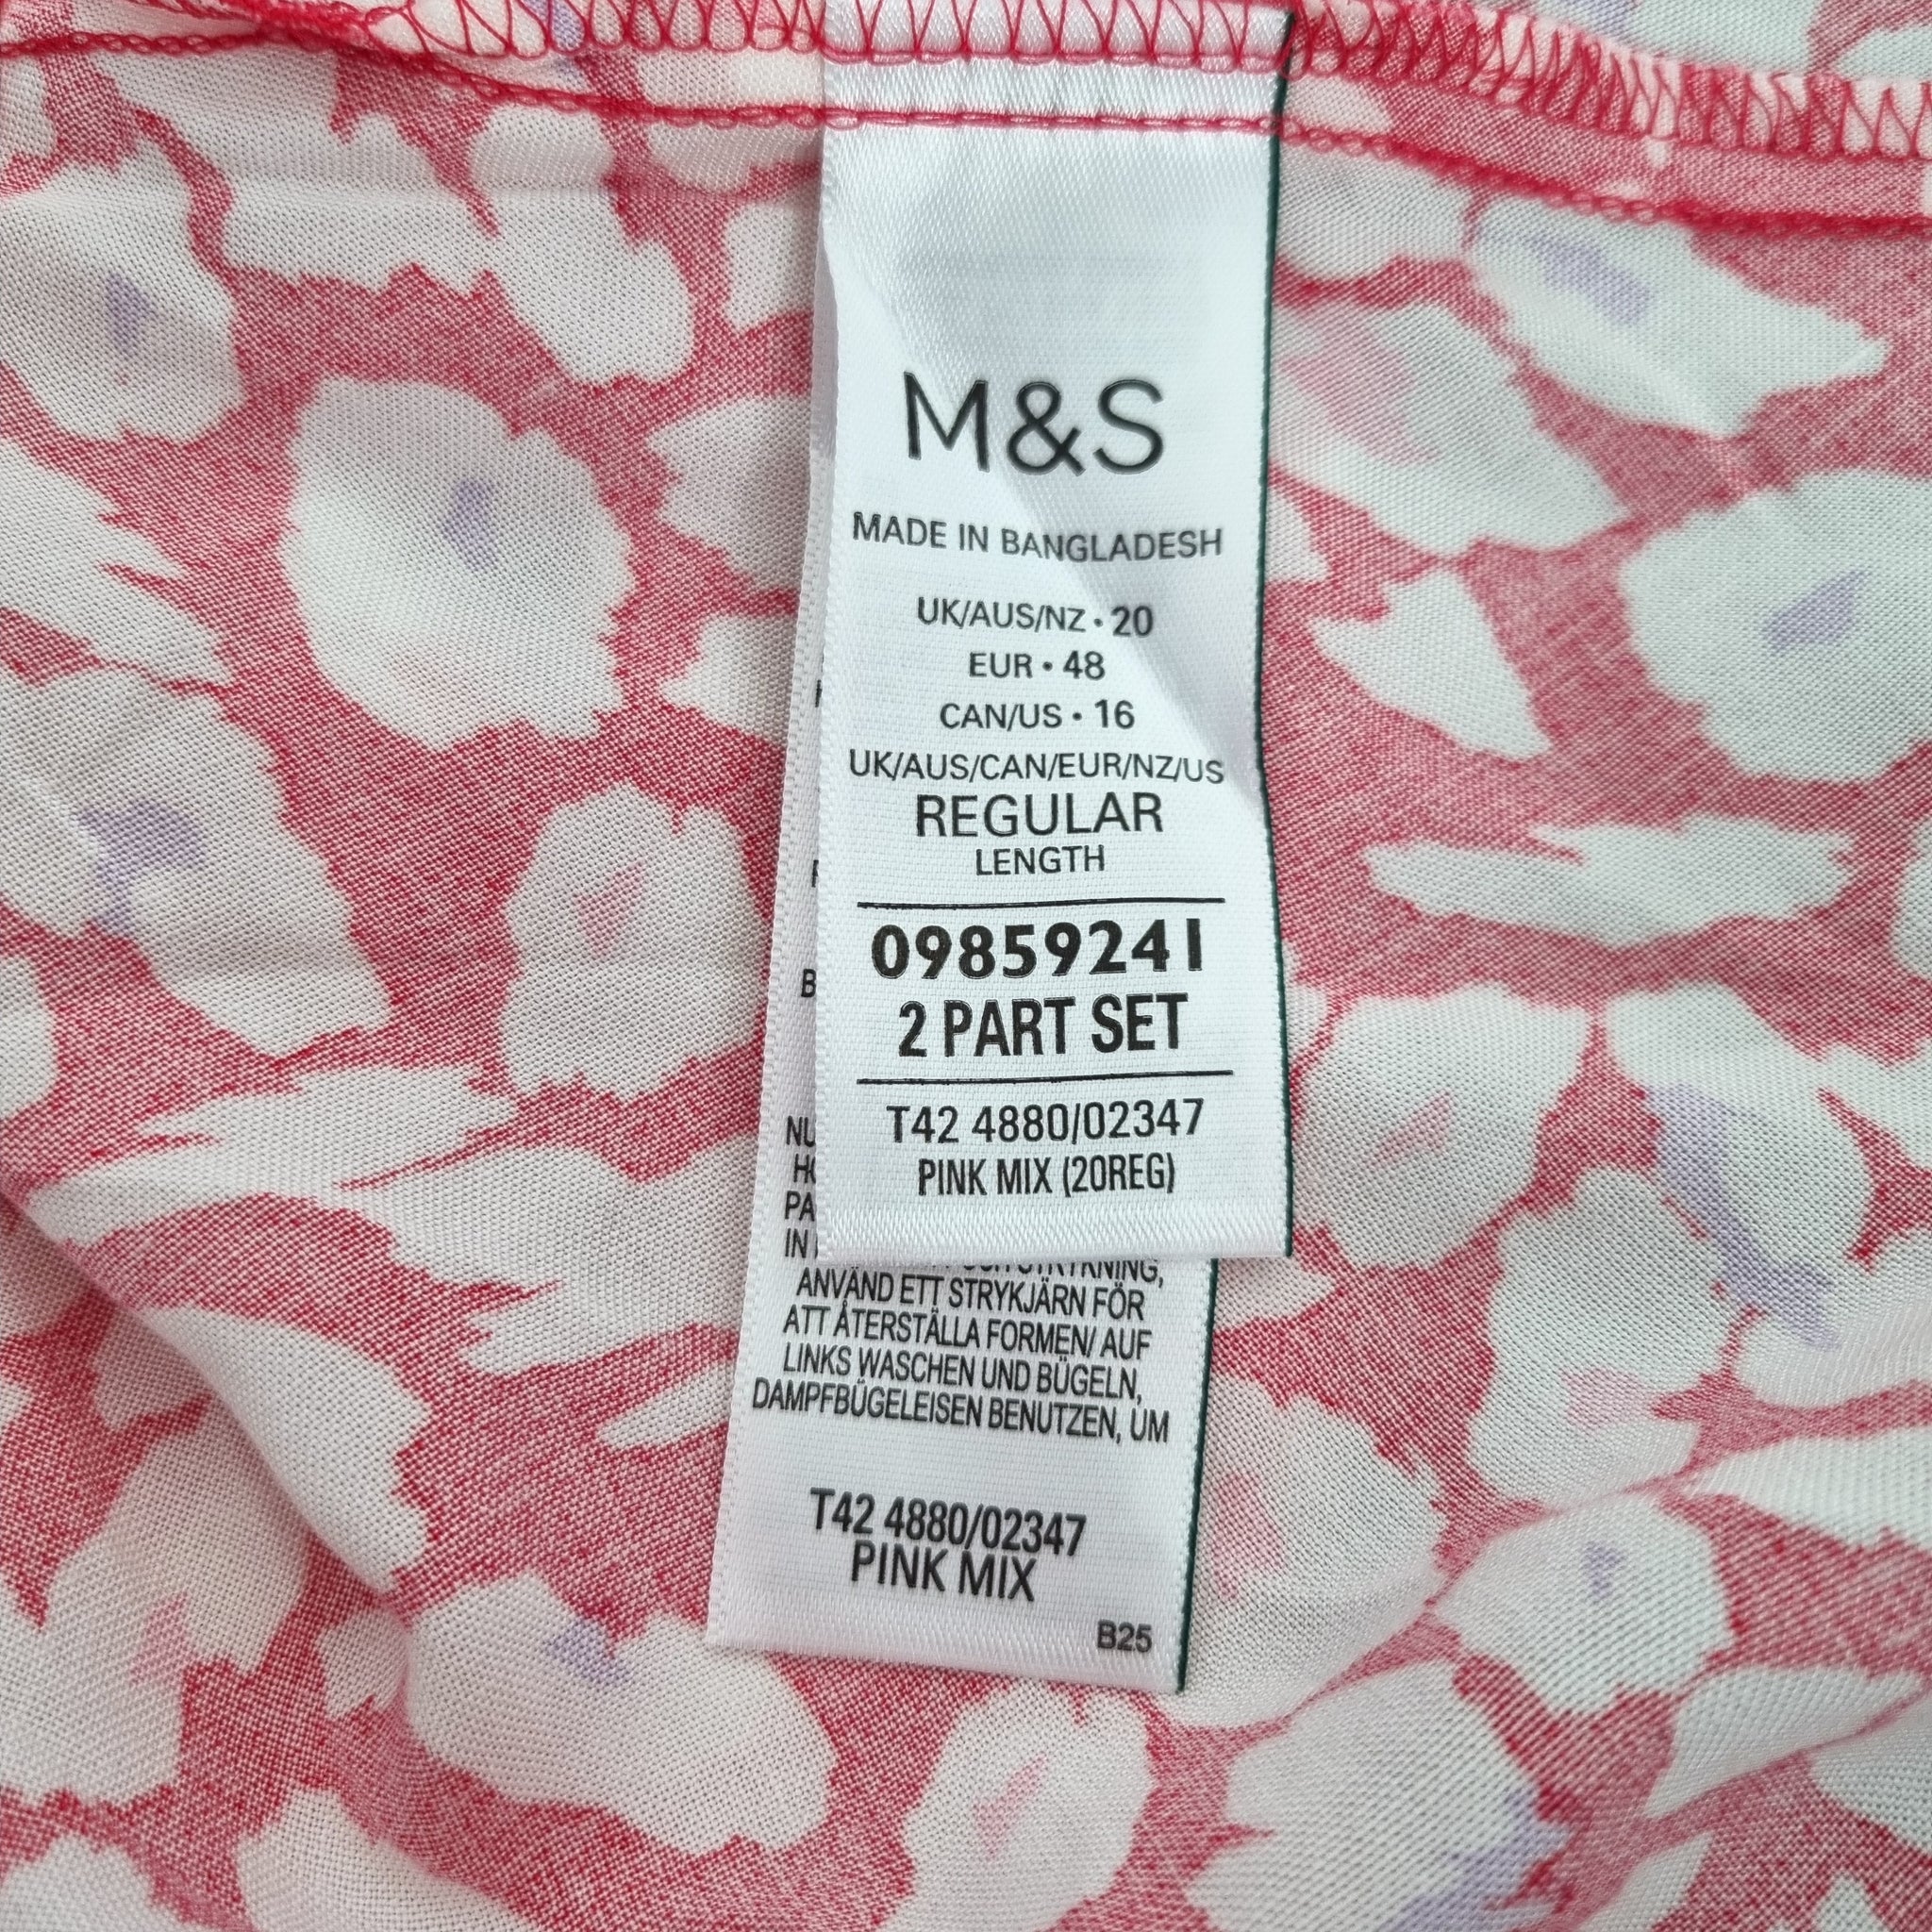 M&S
MADE IN BANGLADESH
UK/AUS/NZ • 20
EUR • 48
CAN/US • 16
UK/AUS/CAN/EUR/NZ/US
REGULAR
LENGTH
09859241
2 PART SET
T42 4880/02347
PINK MIX (20REG)
ANVÄND ETT STRYKJÄRN FÖR
ATT ÅTERSTÄLLA FORMEN/ AUF
LINKS WASCHEN UND BÜGELN,
DAMPFBÜGELEISEN BENUTZEN, UM
T42 4880/02347
PINK MIX
B25